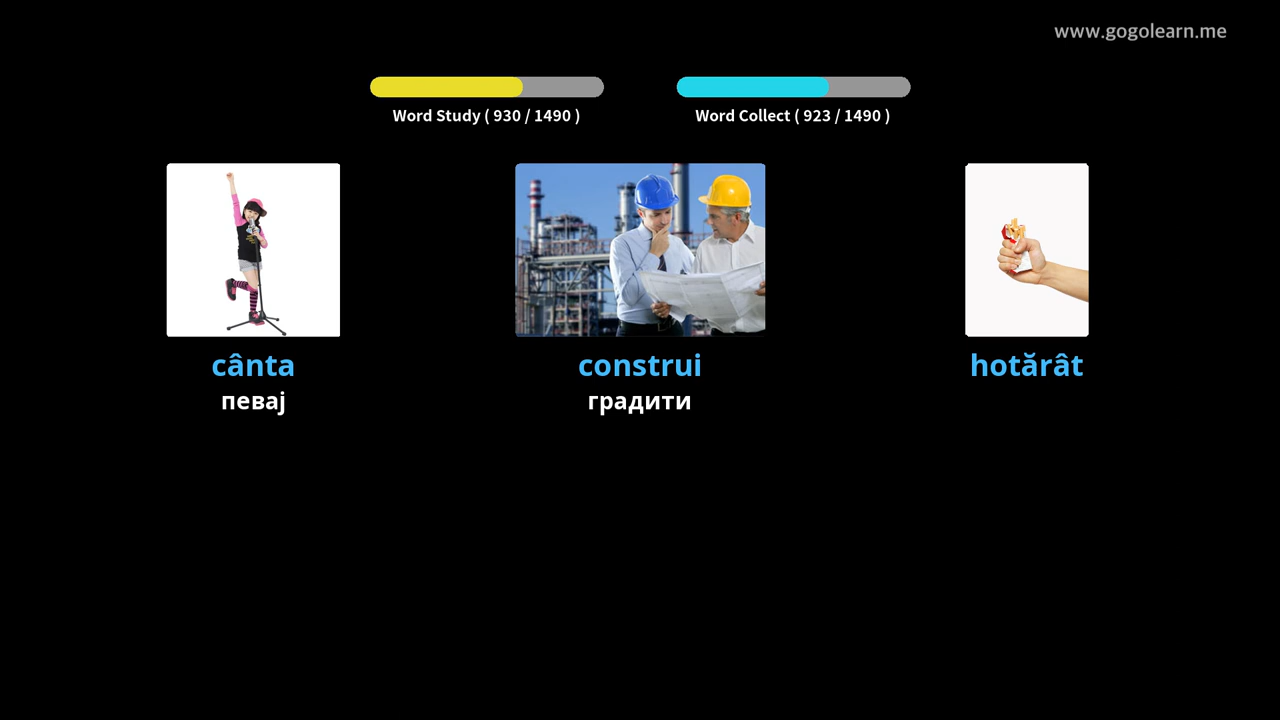 www.gogolearn.me
Word Study ( 930 / 1490 )
Word Collect ( 923 / 1490 )
cânta
певај
construi
градити
hotărât